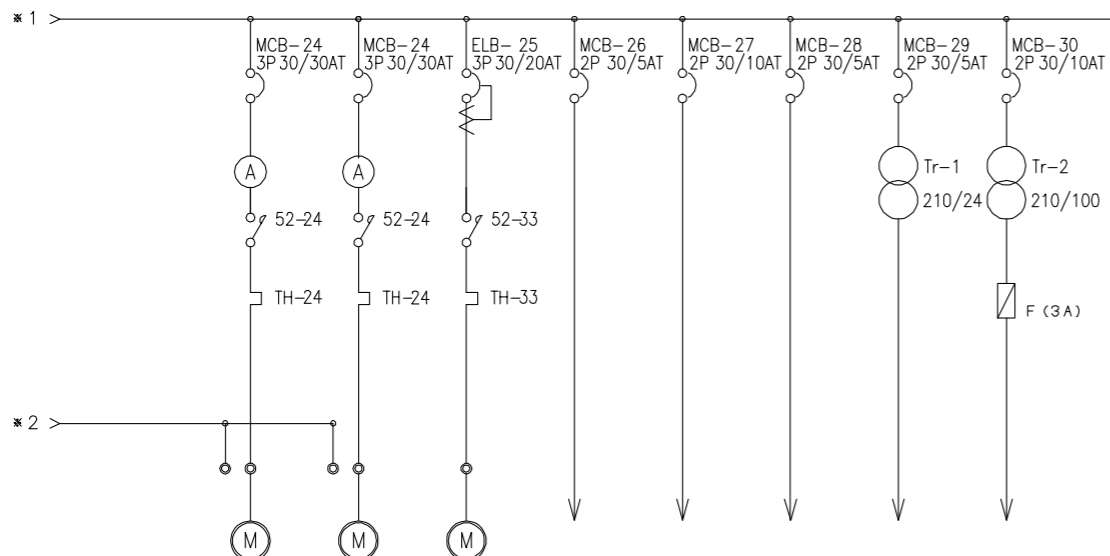 ※1
MCB-24
3P 30/30AT
MCB-24
3P 30/30AT
ELB-25
3P 30/20AT
MCB-26
2P 30/5AT
MCB-27
2P 30/10AT
MCB-28
2P 30/5AT
MCB-29
2P 30/5AT
MCB-30
2P 30/10AT
A
A
Tr-1
210/24
Tr-2
210/100
52-24
52-24
52-33
TH-24
TH-24
TH-33
F (3A)
※2
M
M
M